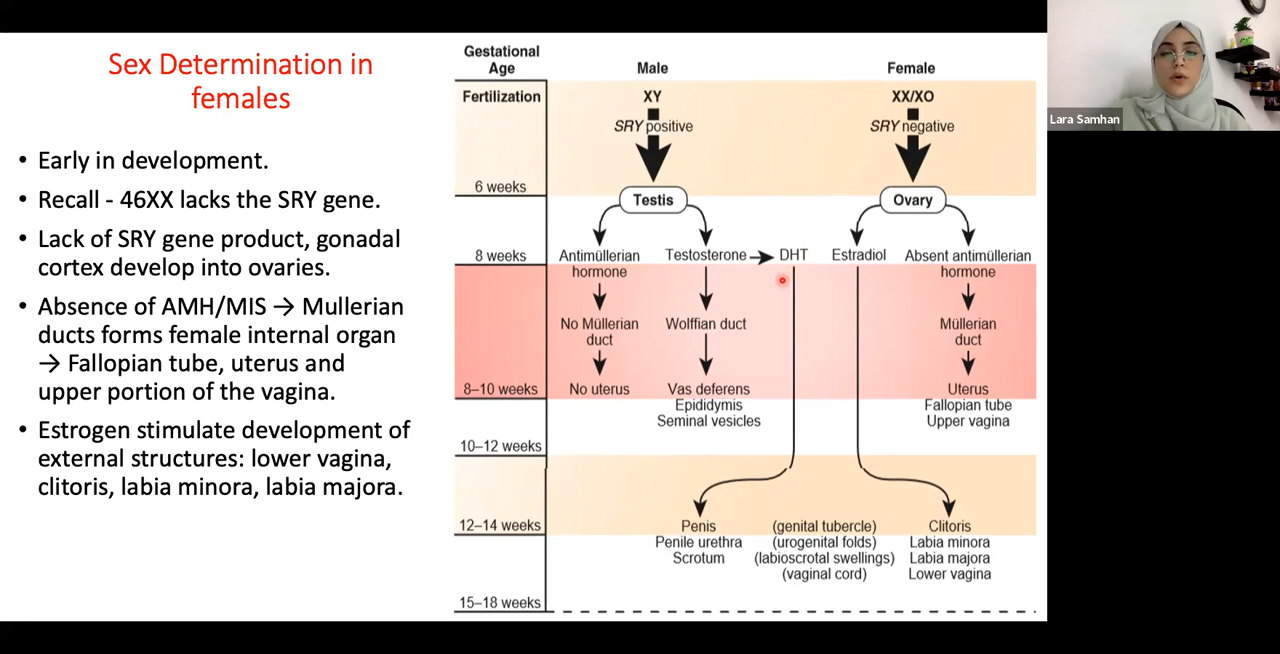 Sex Determination in
females
• Early in development.
• Recall - 46XX lacks the SRY gene.
• Lack of SRY gene product, gonadal
cortex develop into ovaries.
• Absence of AMH/MIS → Mullerian
ducts forms female internal organ
→ Fallopian tube, uterus and
upper portion of the vagina.
• Estrogen stimulate development of
external structures: lower vagina,
clitoris, labia minora, labia majora.
Gestational
Age
Male
Female
Fertilization
XY
XX/XO
SRY positive
SRY negative
6 weeks
Testis
Ovary
8 weeks
Antimüllerian
hormone
Testosterone
DHT
Estradiol
Absent antimüllerian
hormone
No Müllerian
duct
Wolffian duct
Müllerian
duct
8–10 weeks
No uterus
Vas deferens
Epididymis
Seminal vesicles
Uterus
Fallopian tube
Upper vagina
10–12 weeks
12–14 weeks
Penis
Penile urethra
Scrotum
(genital tubercle)
(urogenital folds)
(labioscrotal swellings)
(vaginal cord)
Clitoris
Labia minora
Labia majora
Lower vagina
15–18 weeks
Lara Samhan